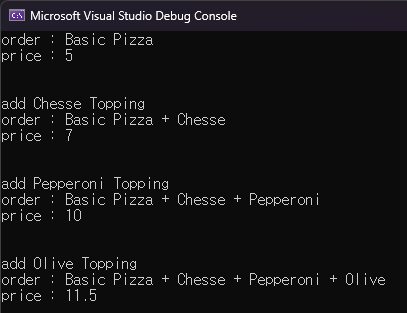 Microsoft Visual Studio Debug Console
order : Basic Pizza
price : 5
add Chesse Topping
order : Basic Pizza + Chesse
price : 7
add Pepperoni Topping
order : Basic Pizza + Chesse + Pepperoni
price : 10
add Olive Topping
order : Basic Pizza + Chesse + Pepperoni + Olive
price : 11.5